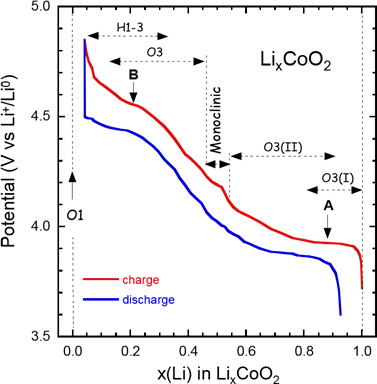 H1-3
O3
LixCoO2
B
Monoclinic
O3(II)
O3(I)
A
O1
charge
discharge
5.0
4.5
4.0
3.5
Potential (V vs Li+/Li0)
0.0 0.2 0.4 0.6 0.8 1.0
x(Li) in LixCoO2